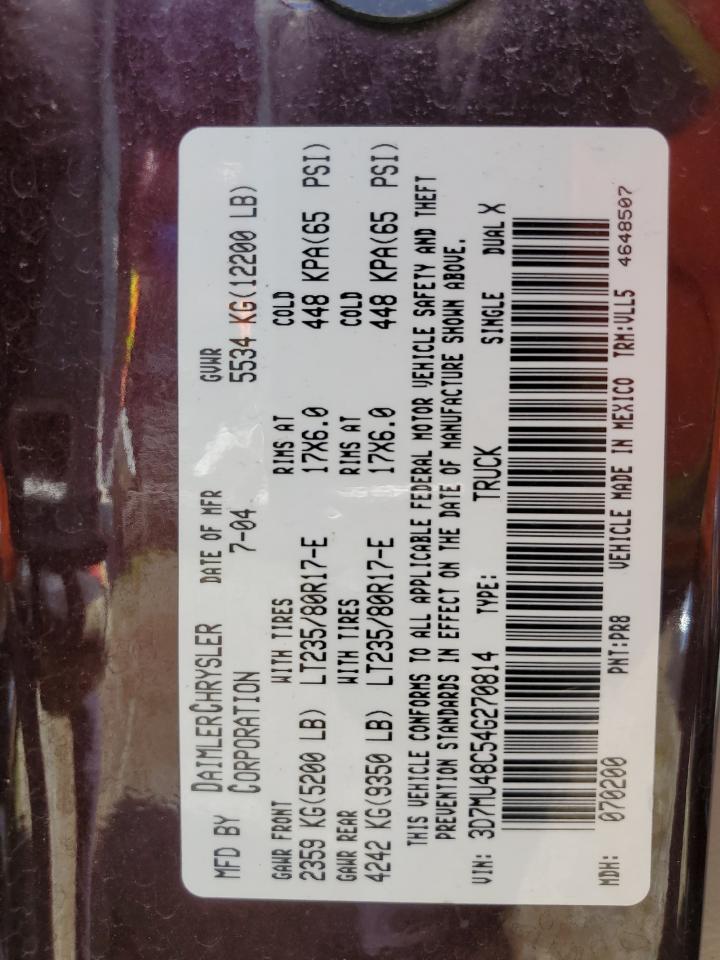 MFD BY DAIMLERCHRYSLER CORPORATION DATE OF MFR 7-04 GVWR 5534 KG(12200 LB)
GAWR FRONT WITH TIRES RIMS AT COLD
2359 KG(5200 LB) LT235/80R17-E 17X6.0 448 KPA(65 PSI)
GAWR REAR WITH TIRES RIMS AT COLD
4242 KG(9350 LB) LT235/80R17-E 17X6.0 448 KPA(65 PSI)
THIS VEHICLE CONFORMS TO ALL APPLICABLE FEDERAL MOTOR VEHICLE SAFETY AND THEFT
PREVENTION STANDARDS IN EFFECT ON THE DATE OF MANUFACTURE SHOWN ABOVE.
VIN: 3D7MU48C54G270814 TYPE: TRUCK SINGLE DUAL X
MDH: 070200 PNT:PR8 VEHICLE MADE IN MEXICO TRM:VLL5 4648507